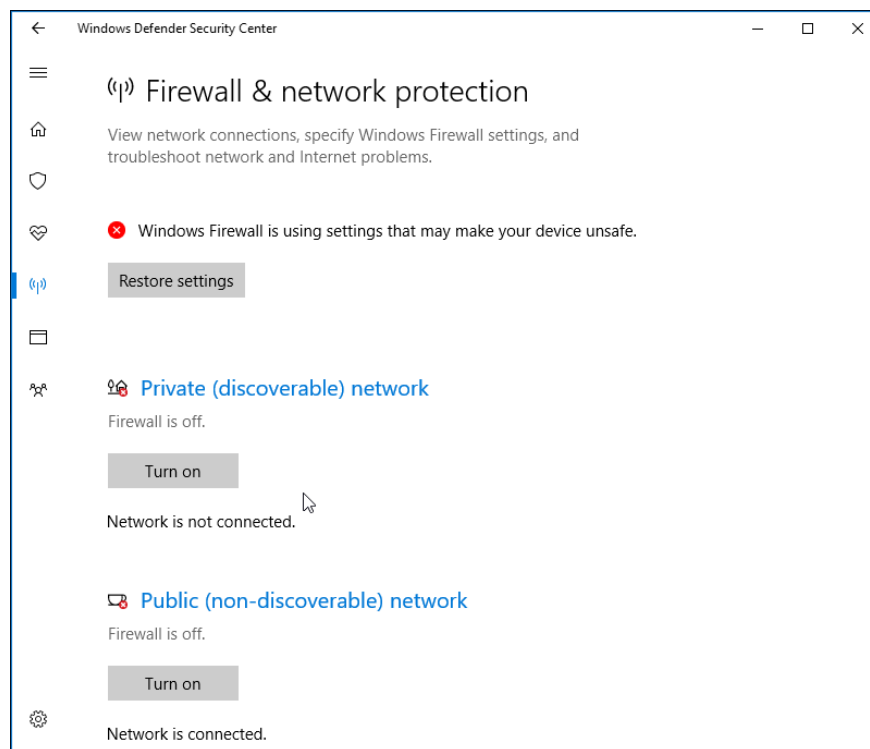 Windows Defender Security Center
Firewall & network protection
View network connections, specify Windows Firewall settings, and
troubleshoot network and Internet problems.
Windows Firewall is using settings that may make your device unsafe.
Restore settings
Private (discoverable) network
Firewall is off.
Turn on
Network is not connected.
Public (non-discoverable) network
Firewall is off.
Turn on
Network is connected.